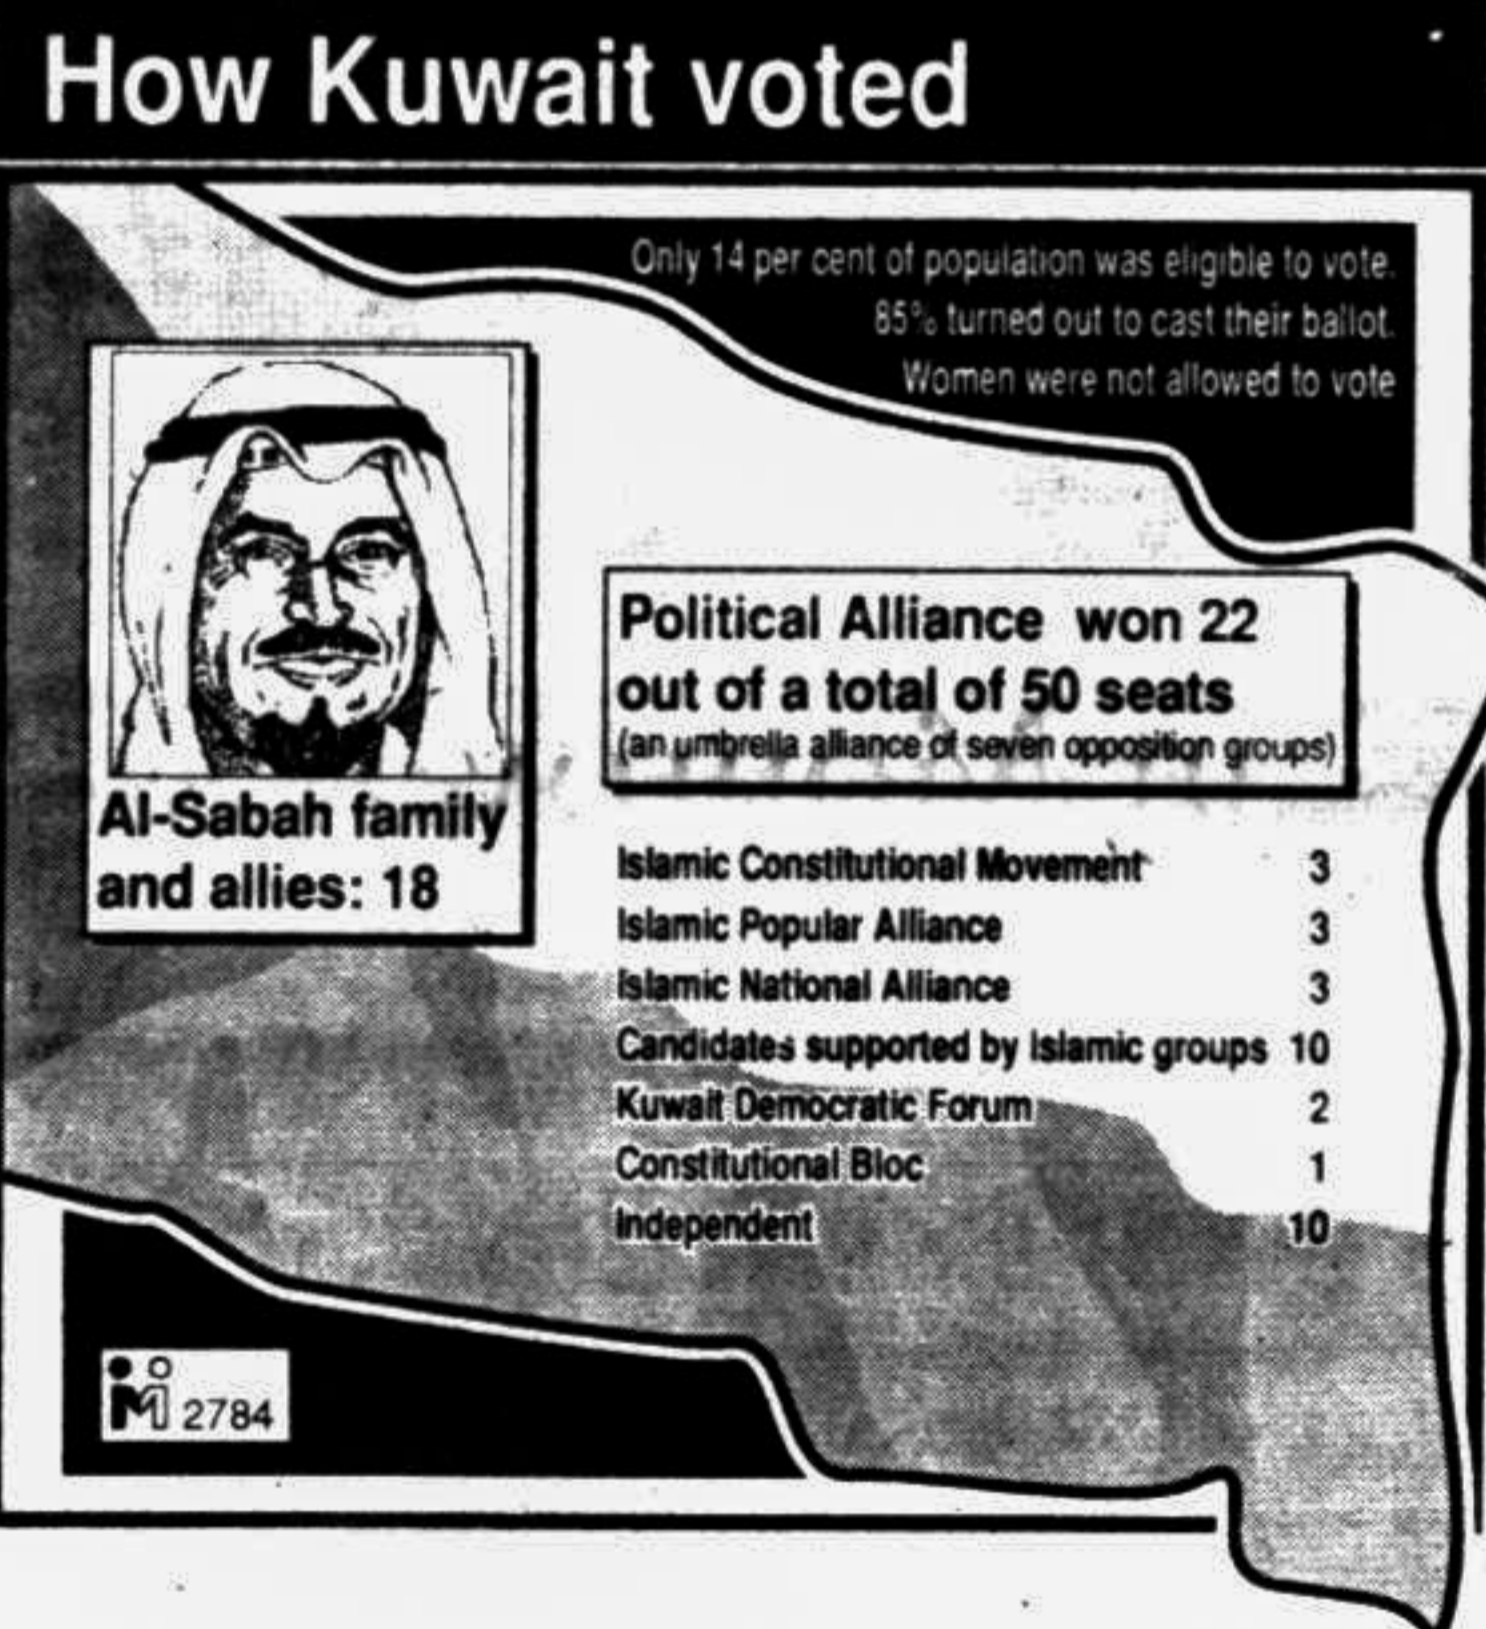 How Kuwait voted
Only 14 per cent of population was eligible to vote.
85% turned out to cast their ballot.
Women were not allowed to vote
Al-Sabah family
and allies: 18
Political Alliance won 22
out of a total of 50 seats
(an umbrella alliance of seven opposition groups)
Islamic Constitutional Movement 3
Islamic Popular Alliance 3
Islamic National Alliance 3
Candidates supported by Islamic groups 10
Kuwait Democratic Forum 2
Constitutional Bloc 1
Independent 10
M 2784